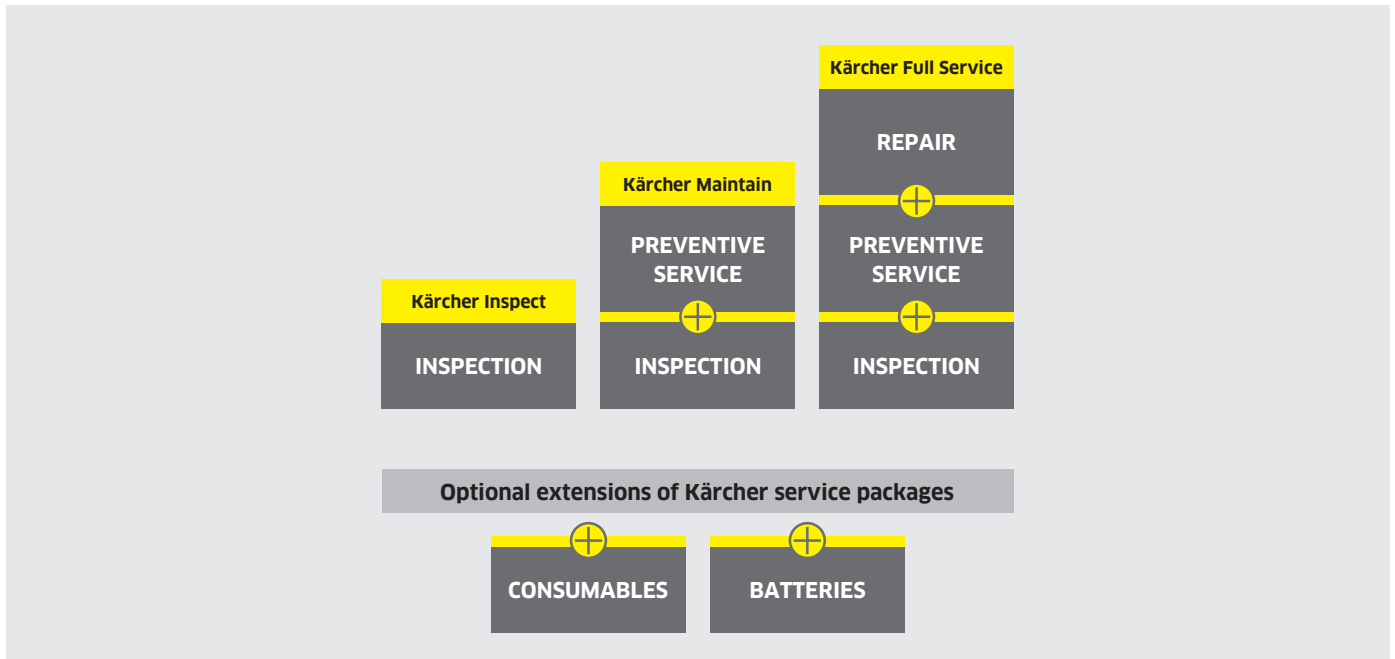 Kärcher Inspect
INSPECTION
Kärcher Maintain
PREVENTIVE
SERVICE
INSPECTION
Kärcher Full Service
REPAIR
PREVENTIVE
SERVICE
INSPECTION
Optional extensions of Kärcher service packages
CONSUMABLES
BATTERIES